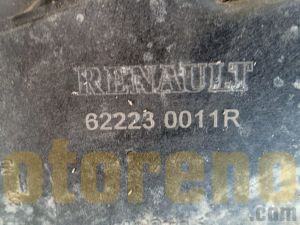 RENAULT
62223 0011R
otoreno
.com